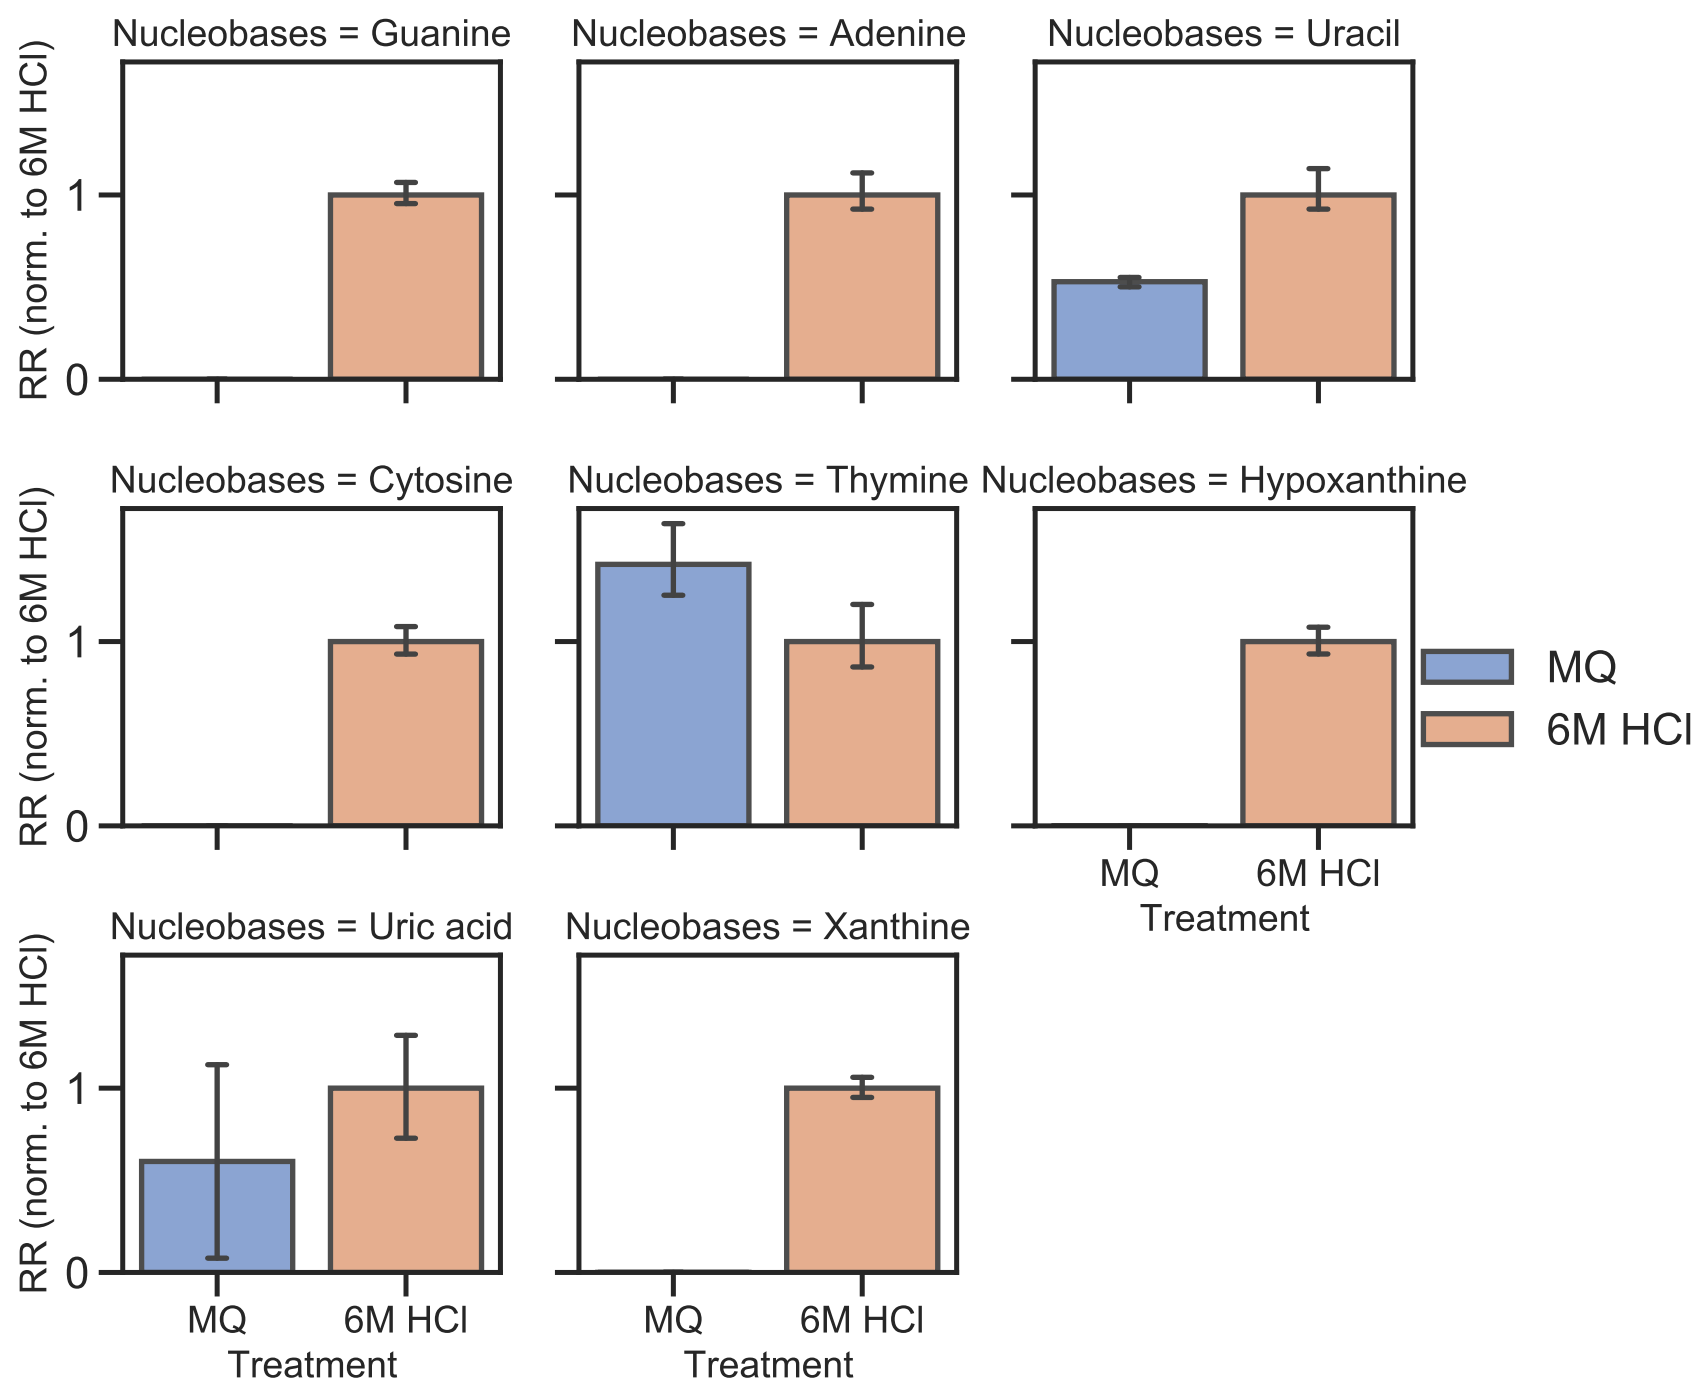 Nucleobases = Guanine
Nucleobases = Adenine
Nucleobases = Uracil
RR (norm. to 6M HCl)
1
0
Nucleobases = Cytosine
Nucleobases = Thymine
Nucleobases = Hypoxanthine
RR (norm. to 6M HCl)
1
0
MQ
6M HCl
MQ
6M HCl
Treatment
Nucleobases = Uric acid
Nucleobases = Xanthine
RR (norm. to 6M HCl)
1
0
MQ
6M HCl
Treatment
MQ
6M HCl
Treatment